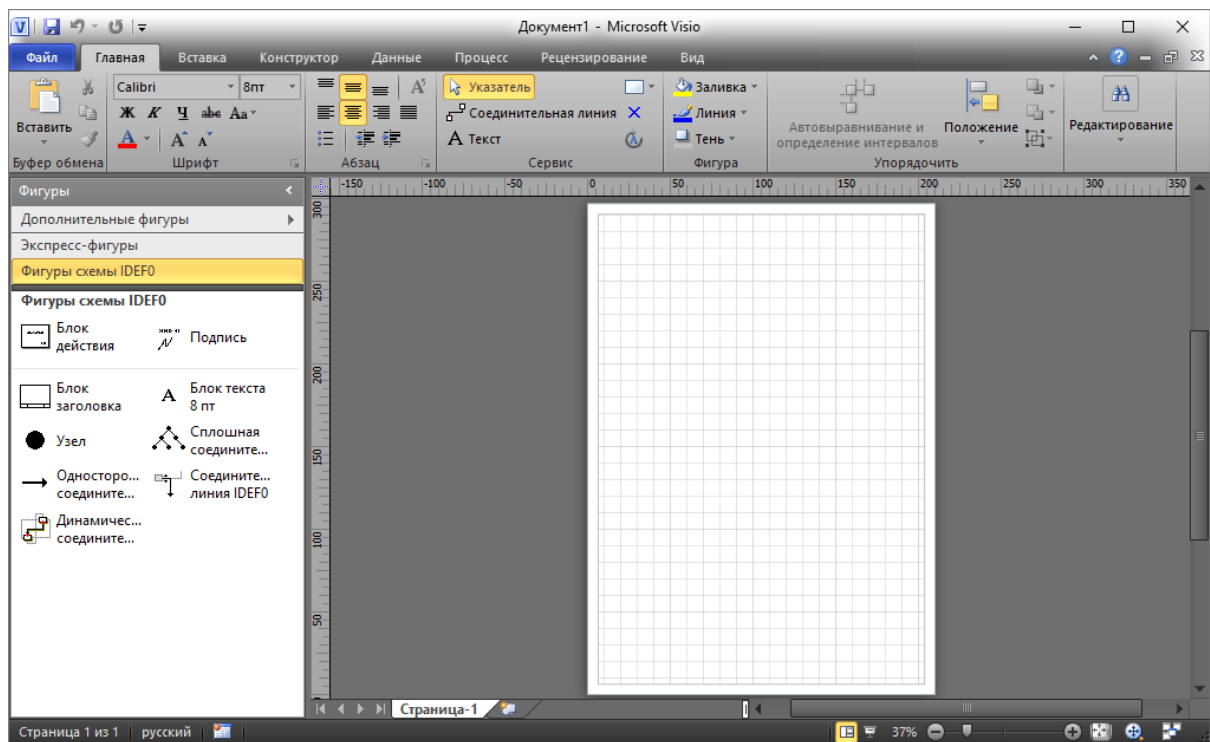 Документ1 - Microsoft Visio
Файл Главная Вставка Конструктор Данные Процесс Рецензирование Вид
Вставить
Буфер обмена
Calibri 8пт
Ж К Ч abc Aa
A A A
Шрифт
Абзац
Указатель
Соединительная линия
A Текст
Сервис
Заливка
Линия
Тень
Фигура
Автовыравнивание и
определение интервалов
Положение
Упорядочить
Редактирование
Фигуры
Дополнительные фигуры
Экспресс-фигуры
Фигуры схемы IDEF0
Фигуры схемы IDEF0
Блок
действия
Подпись
Блок
заголовка
A Блок текста
8 пт
Узел
Сплошная
соедините...
Односторо...
соедините...
Соедините...
линия IDEF0
Динамичес...
соедините...
-150 -100 -50 0 50 100 150 200 250 300 350
300
250
200
150
100
50
Страница-1
Страница 1 из 1 русский 37%